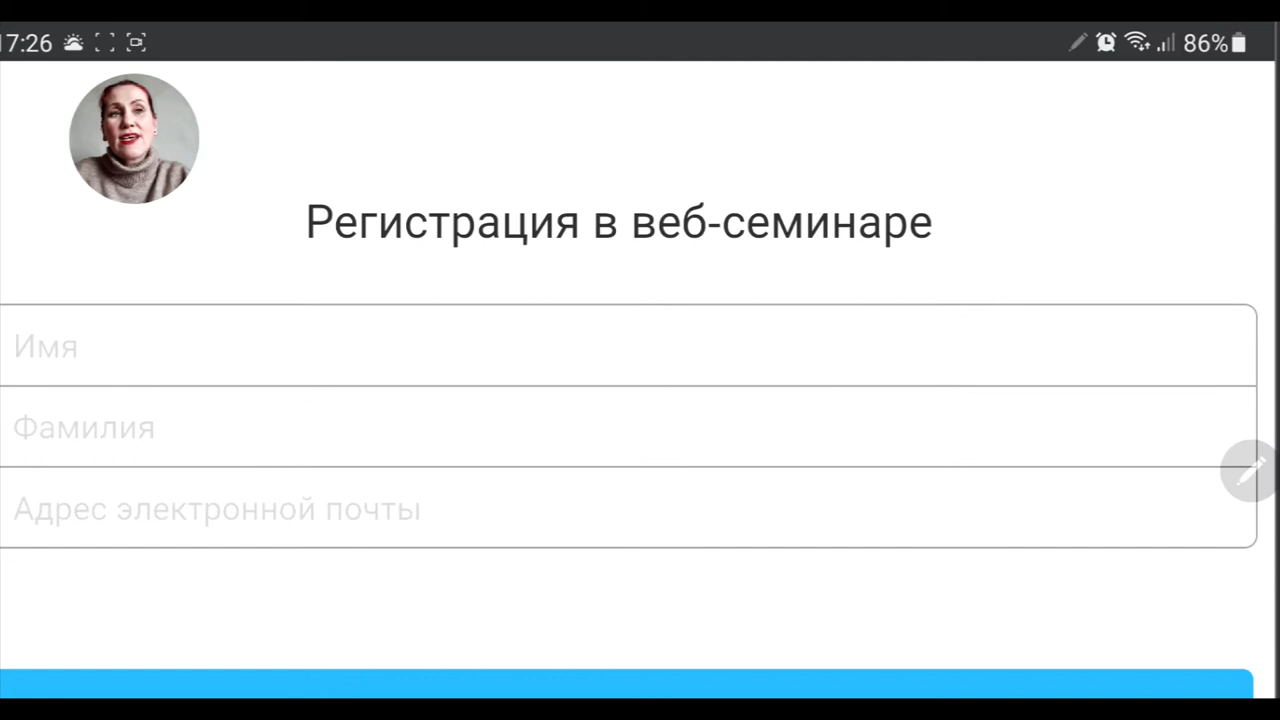 17:26 86%
Регистрация в веб-семинаре
Имя
Фамилия
Адрес электронной почты